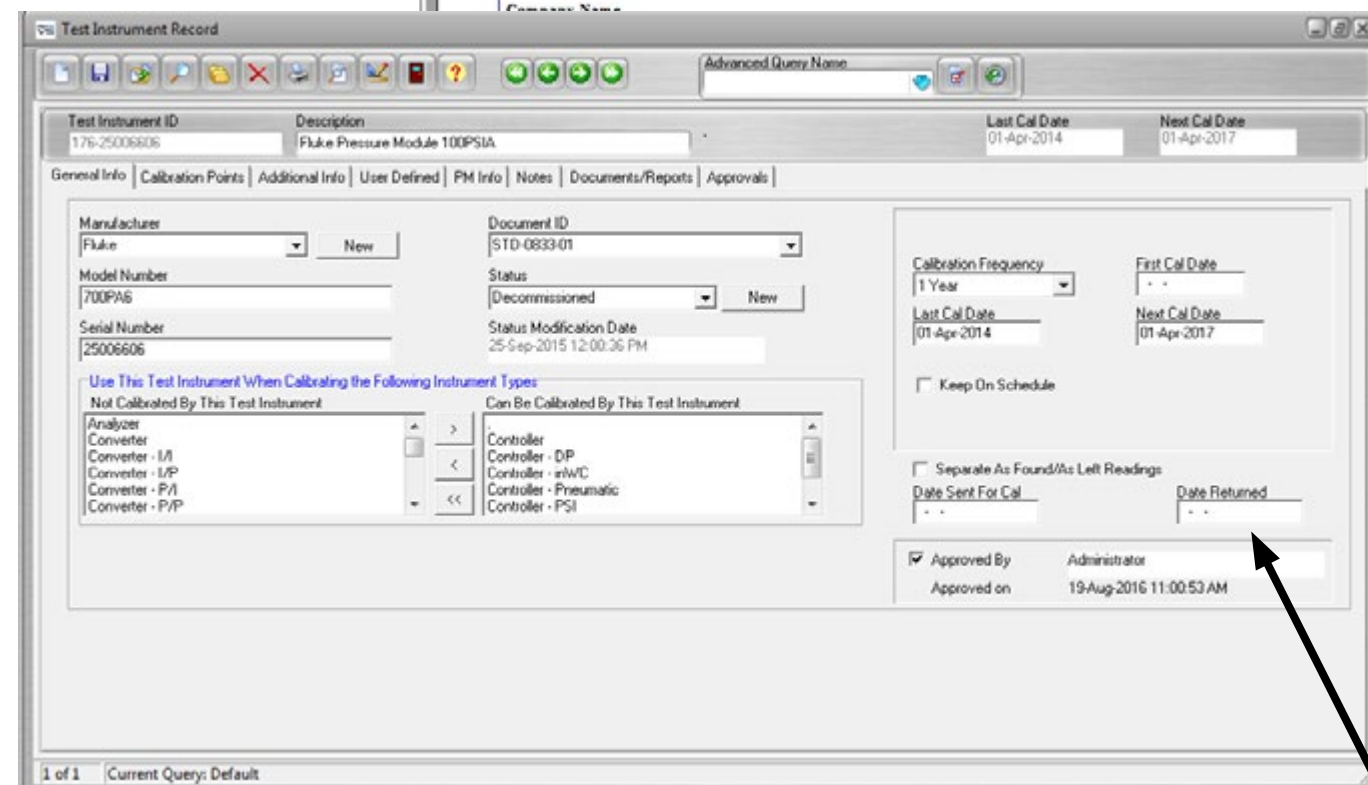 Company Name
Test Instrument Record
Advanced Query Name
Test Instrument ID Description Last Cal Date Next Cal Date
176-25006606 Fluke Pressure Module 100PSIA 01-Apr-2014 01-Apr-2017
General Info Calibration Points Additional Info User Defined PM Info Notes Documents/Reports Approvals
Manufacturer Document ID
Fluke New STD-0833-01
Calibration Frequency First Cal Date
Model Number Status
1 Year
700PA6 Decommissioned New
Last Cal Date Next Cal Date
Serial Number Status Modification Date
01-Apr-2014 01-Apr-2017
25006606 25-Sep-2015 12:00:36 PM
Use This Test Instrument When Calibrating the Following Instrument Types
Keep On Schedule
Not Calibrated By This Test Instrument Can Be Calibrated By This Test Instrument
Analyzer .
Converter > Controller
Converter - I/I Controller - DP
Converter - I/P < Controller - inWC
Converter - P/I Controller - Pneumatic
Converter - P/P << Controller - PSI
Separate As Found/As Left Readings
Date Sent For Cal Date Returned
Approved By Administrator
Approved on 19-Aug-2016 11:00:53 AM
1 of 1 Current Query: Default